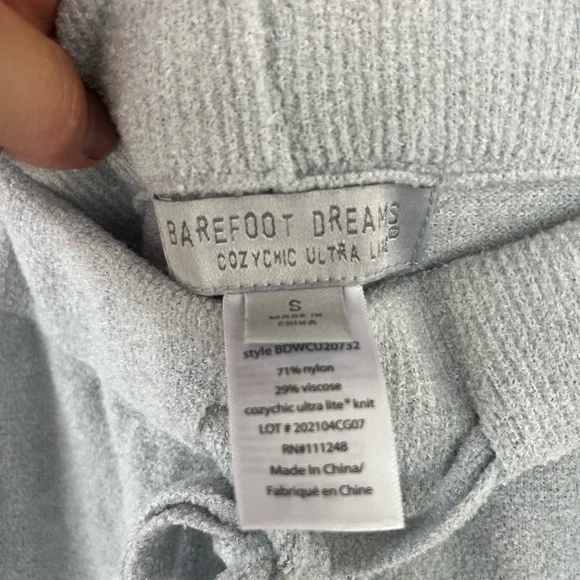 BAREFOOT DREAMS
COZYCHIC ULTRA LITE
S
MADE IN
CHINA
style BDWCU20732
71% nylon
29% viscose
cozychic ultra lite® knit
LOT # 202104CG07
RN#111248
Made In China/
Fabriqué en Chine